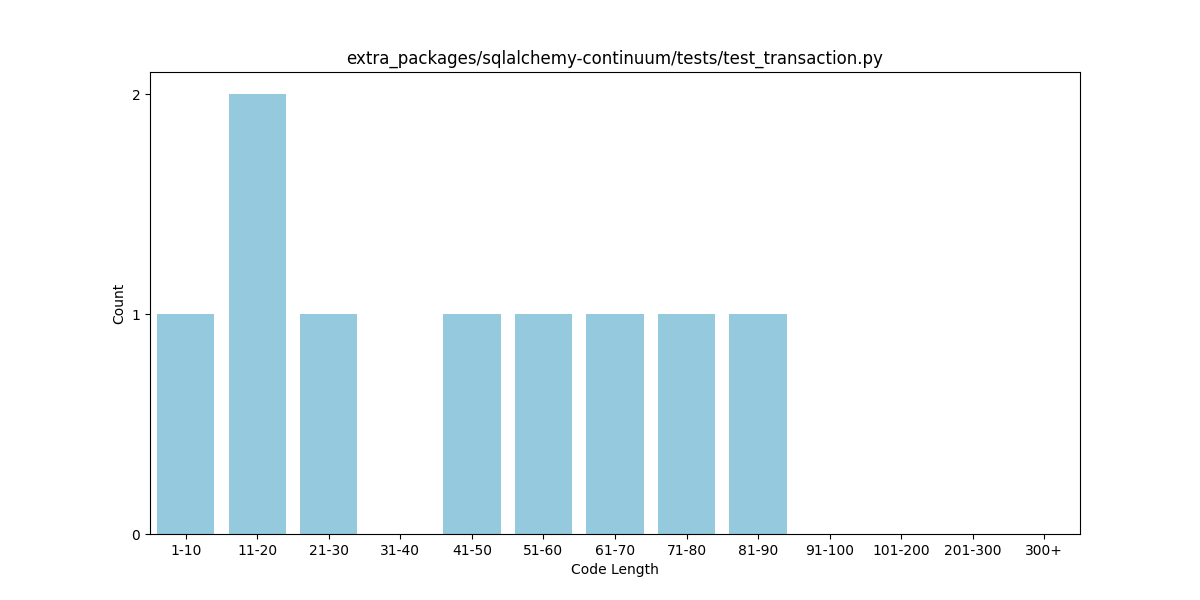 extra_packages/sqlalchemy-continuum/tests/test_transaction.py
2
1
0
Count
1-10 11-20 21-30 31-40 41-50 51-60 61-70 71-80 81-90 91-100 101-200 201-300 300+
Code Length